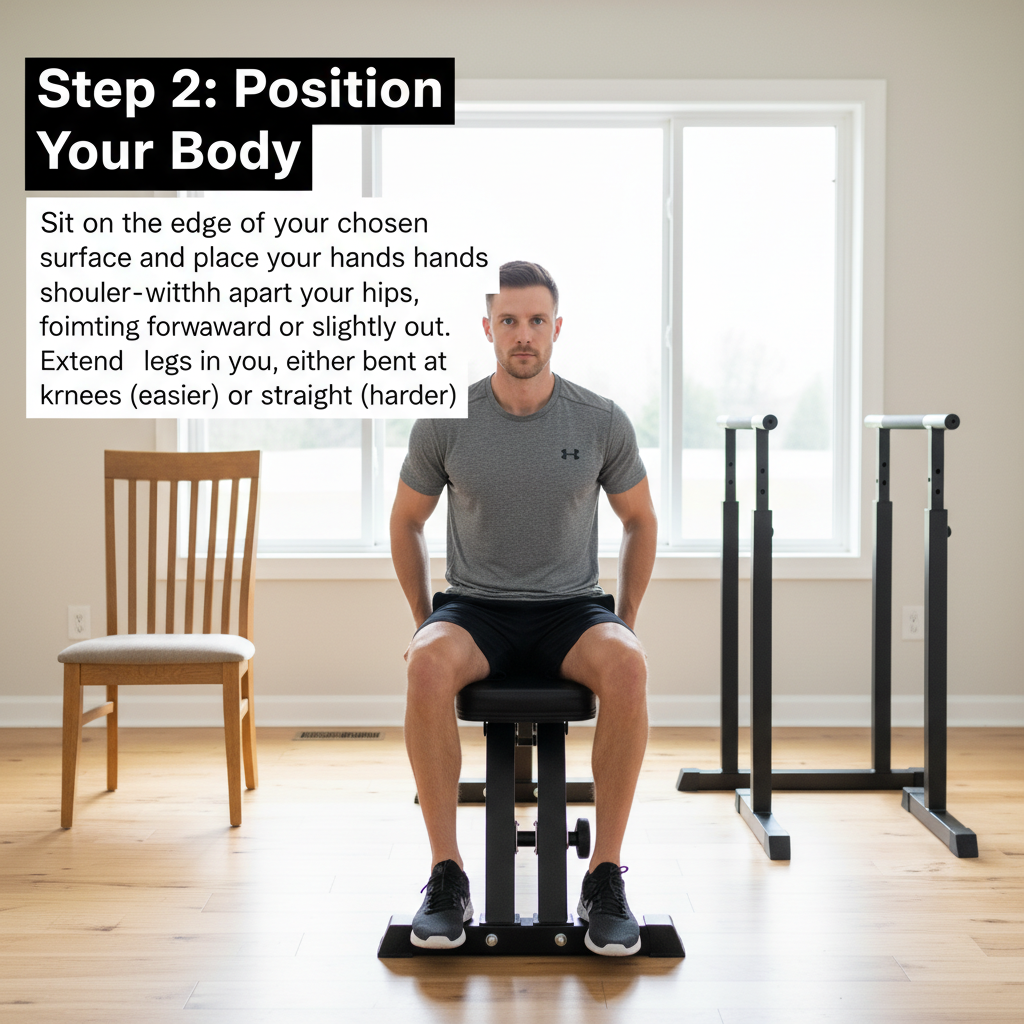 Step 2: Position
Your Body
Sit on the edge of your chosen
surface and place your hands hands
shouler-witthh apart your hips,
foimting forwaward or slightly out.
Extend legs in you, either bent at
krnees (easier) or straight (harder)